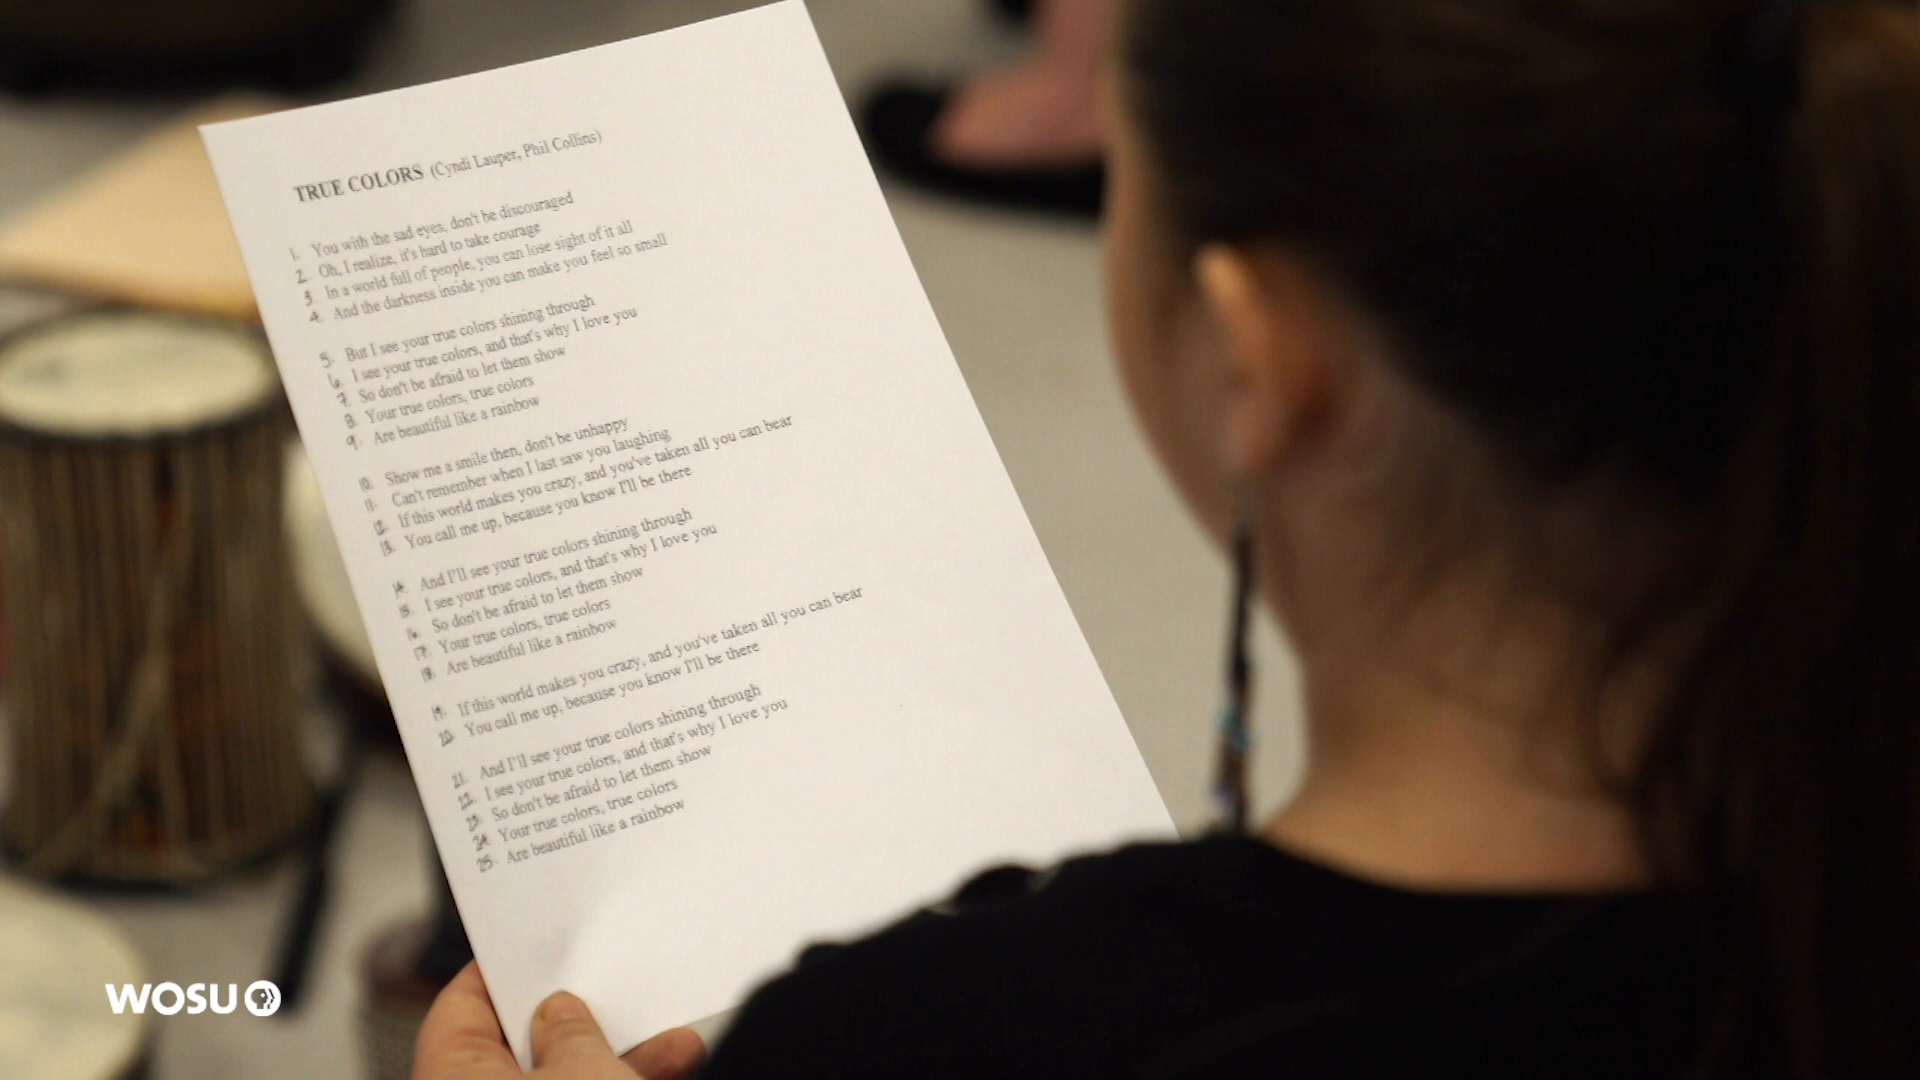 TRUE COLORS (Cyndi Lauper, Phil Collins)
1. You with the sad eyes, don't be discouraged
2. Oh, I realize, it's hard to take courage
3. In a world full of people, you can lose sight of it all
4. And the darkness inside you can make you feel so small
5. But I see your true colors shining through
6. I see your true colors, and that's why I love you
7. So don't be afraid to let them show
8. Your true colors, true colors
9. Are beautiful like a rainbow
10. Show me a smile then, don't be unhappy
11. Can't remember when I last saw you laughing
12. If this world makes you crazy, and you've taken all you can bear
13. You call me up, because you know I'll be there
14. And I'll see your true colors shining through
15. I see your true colors, and that's why I love you
16. So don't be afraid to let them show
17. Your true colors, true colors
18. Are beautiful like a rainbow
19. If this world makes you crazy, and you've taken all you can bear
20. You call me up, because you know I'll be there
21. And I'll see your true colors shining through
22. I see your true colors, and that's why I love you
23. So don't be afraid to let them show
24. Your true colors, true colors
25. Are beautiful like a rainbow
WOSU